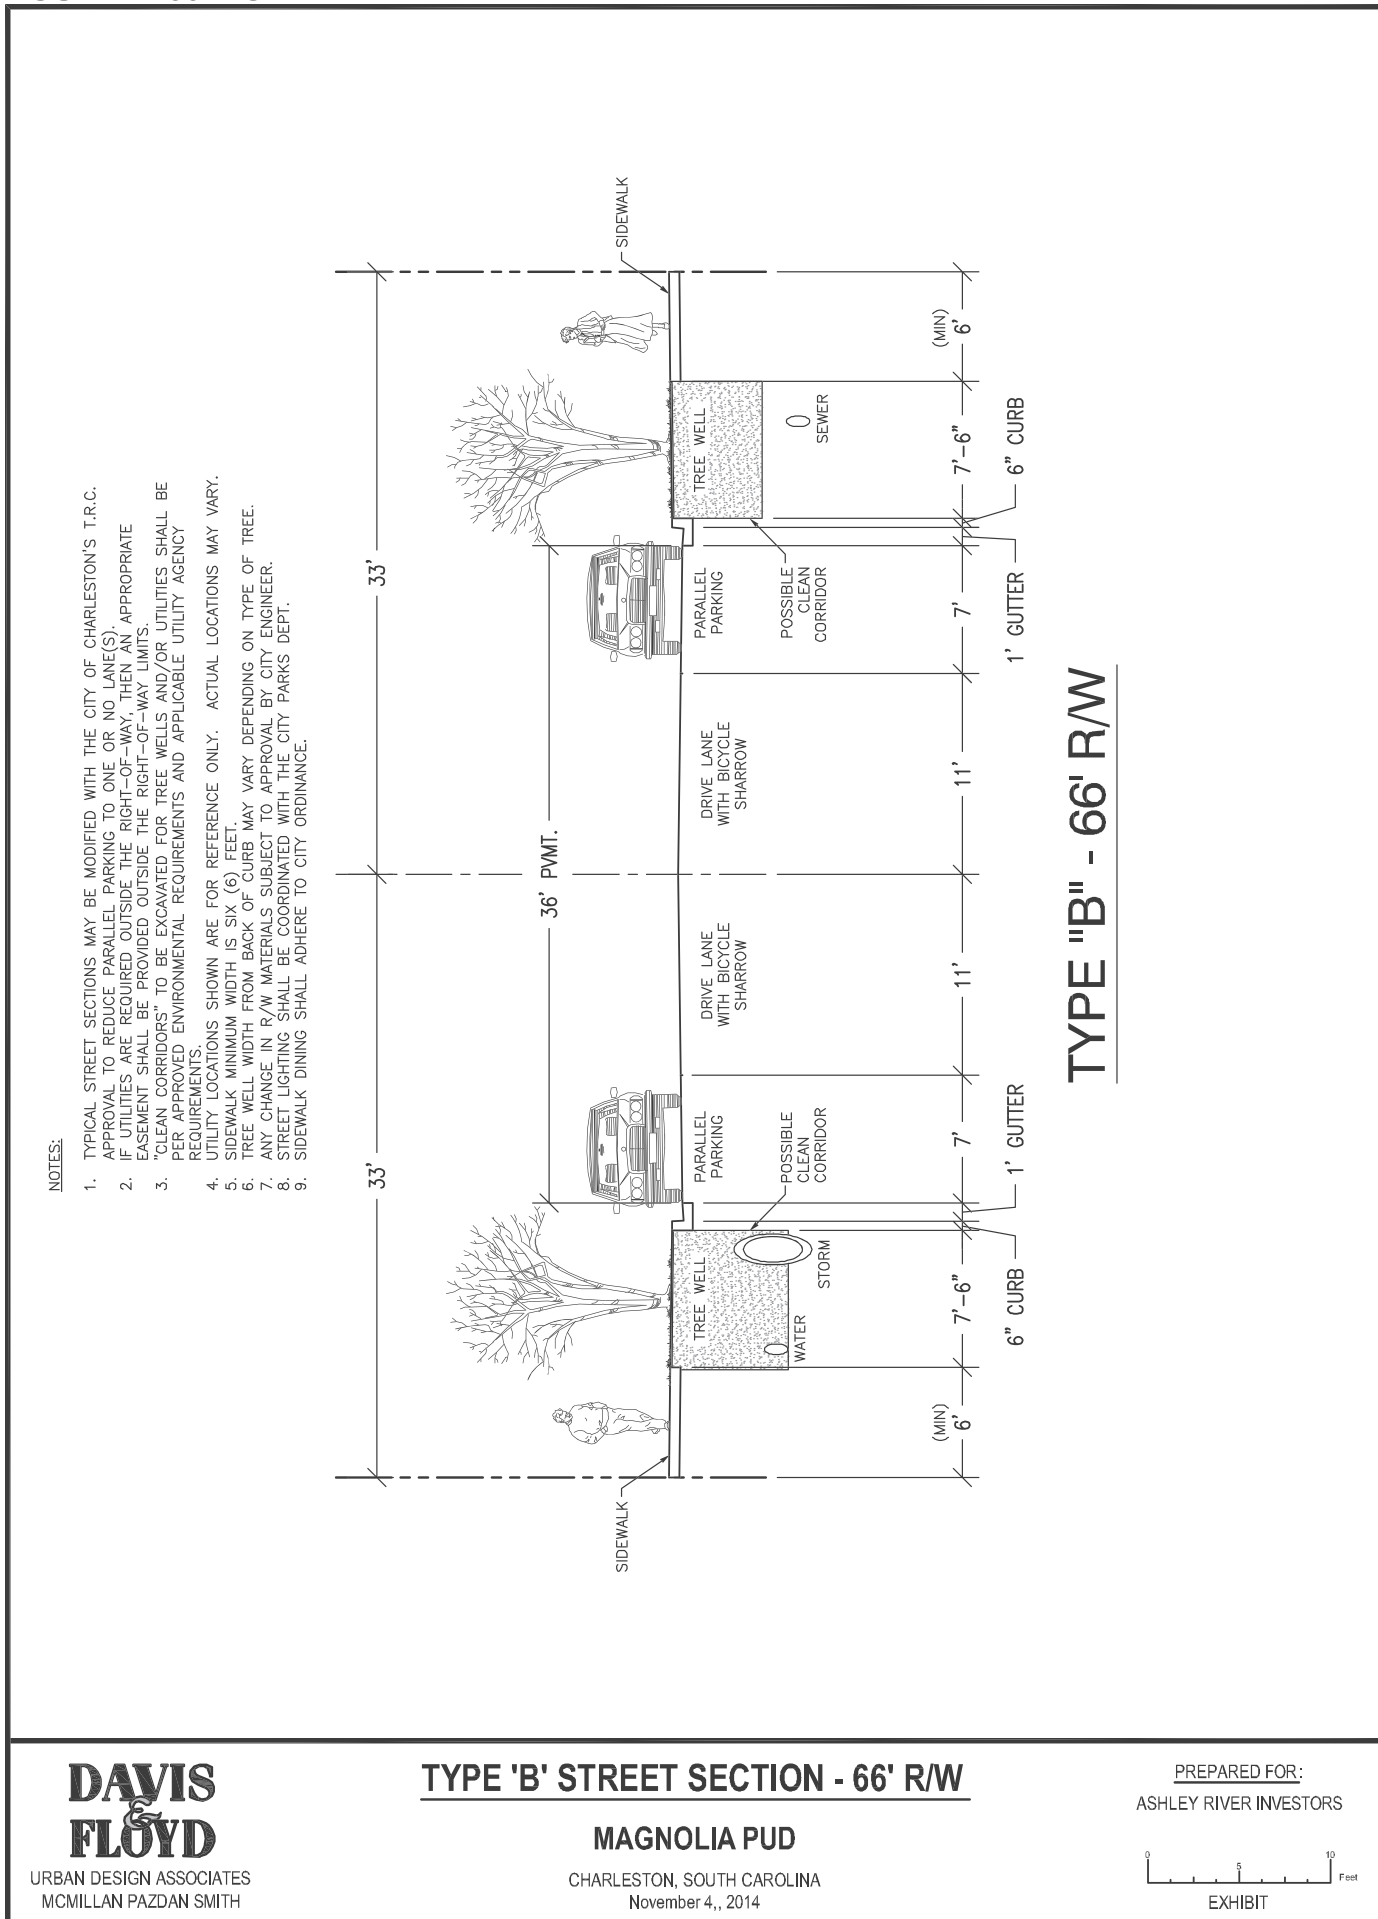 NOTES:
1. TYPICAL STREET SECTIONS MAY BE MODIFIED WITH THE CITY OF CHARLESTON'S T.R.C.
APPROVAL TO REDUCE PARALLEL PARKING TO ONE OR NO LANE(S).
2. IF UTILITIES ARE REQUIRED OUTSIDE THE RIGHT-OF-WAY, THEN AN APPROPRIATE
EASEMENT SHALL BE PROVIDED OUTSIDE THE RIGHT-OF-WAY LIMITS.
3. "CLEAN CORRIDORS" TO BE EXCAVATED FOR TREE WELLS AND/OR UTILITIES SHALL BE
PER APPROVED ENVIRONMENTAL REQUIREMENTS AND APPLICABLE UTILITY AGENCY
REQUIREMENTS.
4. UTILITY LOCATIONS SHOWN ARE FOR REFERENCE ONLY. ACTUAL LOCATIONS MAY VARY.
5. SIDEWALK MINIMUM WIDTH IS SIX (6) FEET.
6. TREE WELL WIDTH FROM BACK OF CURB MAY VARY DEPENDING ON TYPE OF TREE.
7. ANY CHANGE IN R/W MATERIALS SUBJECT TO APPROVAL BY CITY ENGINEER.
8. STREET LIGHTING SHALL BE COORDINATED WITH THE CITY PARKS DEPT.
9. SIDEWALK DINING SHALL ADHERE TO CITY ORDINANCE.
33' 33'
36' PVMT.
SIDEWALK
SIDEWALK
TREE WELL
WATER
STORM
PARALLEL
PARKING
POSSIBLE
CLEAN
CORRIDOR
DRIVE LANE
WITH BICYCLE
SHARROW
DRIVE LANE
WITH BICYCLE
SHARROW
PARALLEL
PARKING
POSSIBLE
CLEAN
CORRIDOR
TREE WELL
SEWER
(MIN) (MIN)
6' 7'-6" 7' 11' 11' 7' 7'-6" 6'
6" CURB 1' GUTTER 1' GUTTER 6" CURB
TYPE "B" - 66' R/W
DAVIS
&
FLOYD
URBAN DESIGN ASSOCIATES
MCMILLAN PAZDAN SMITH
TYPE 'B' STREET SECTION - 66' R/W
MAGNOLIA PUD
CHARLESTON, SOUTH CAROLINA
November 4,, 2014
PREPARED FOR:
ASHLEY RIVER INVESTORS
0 5 10
Feet
EXHIBIT